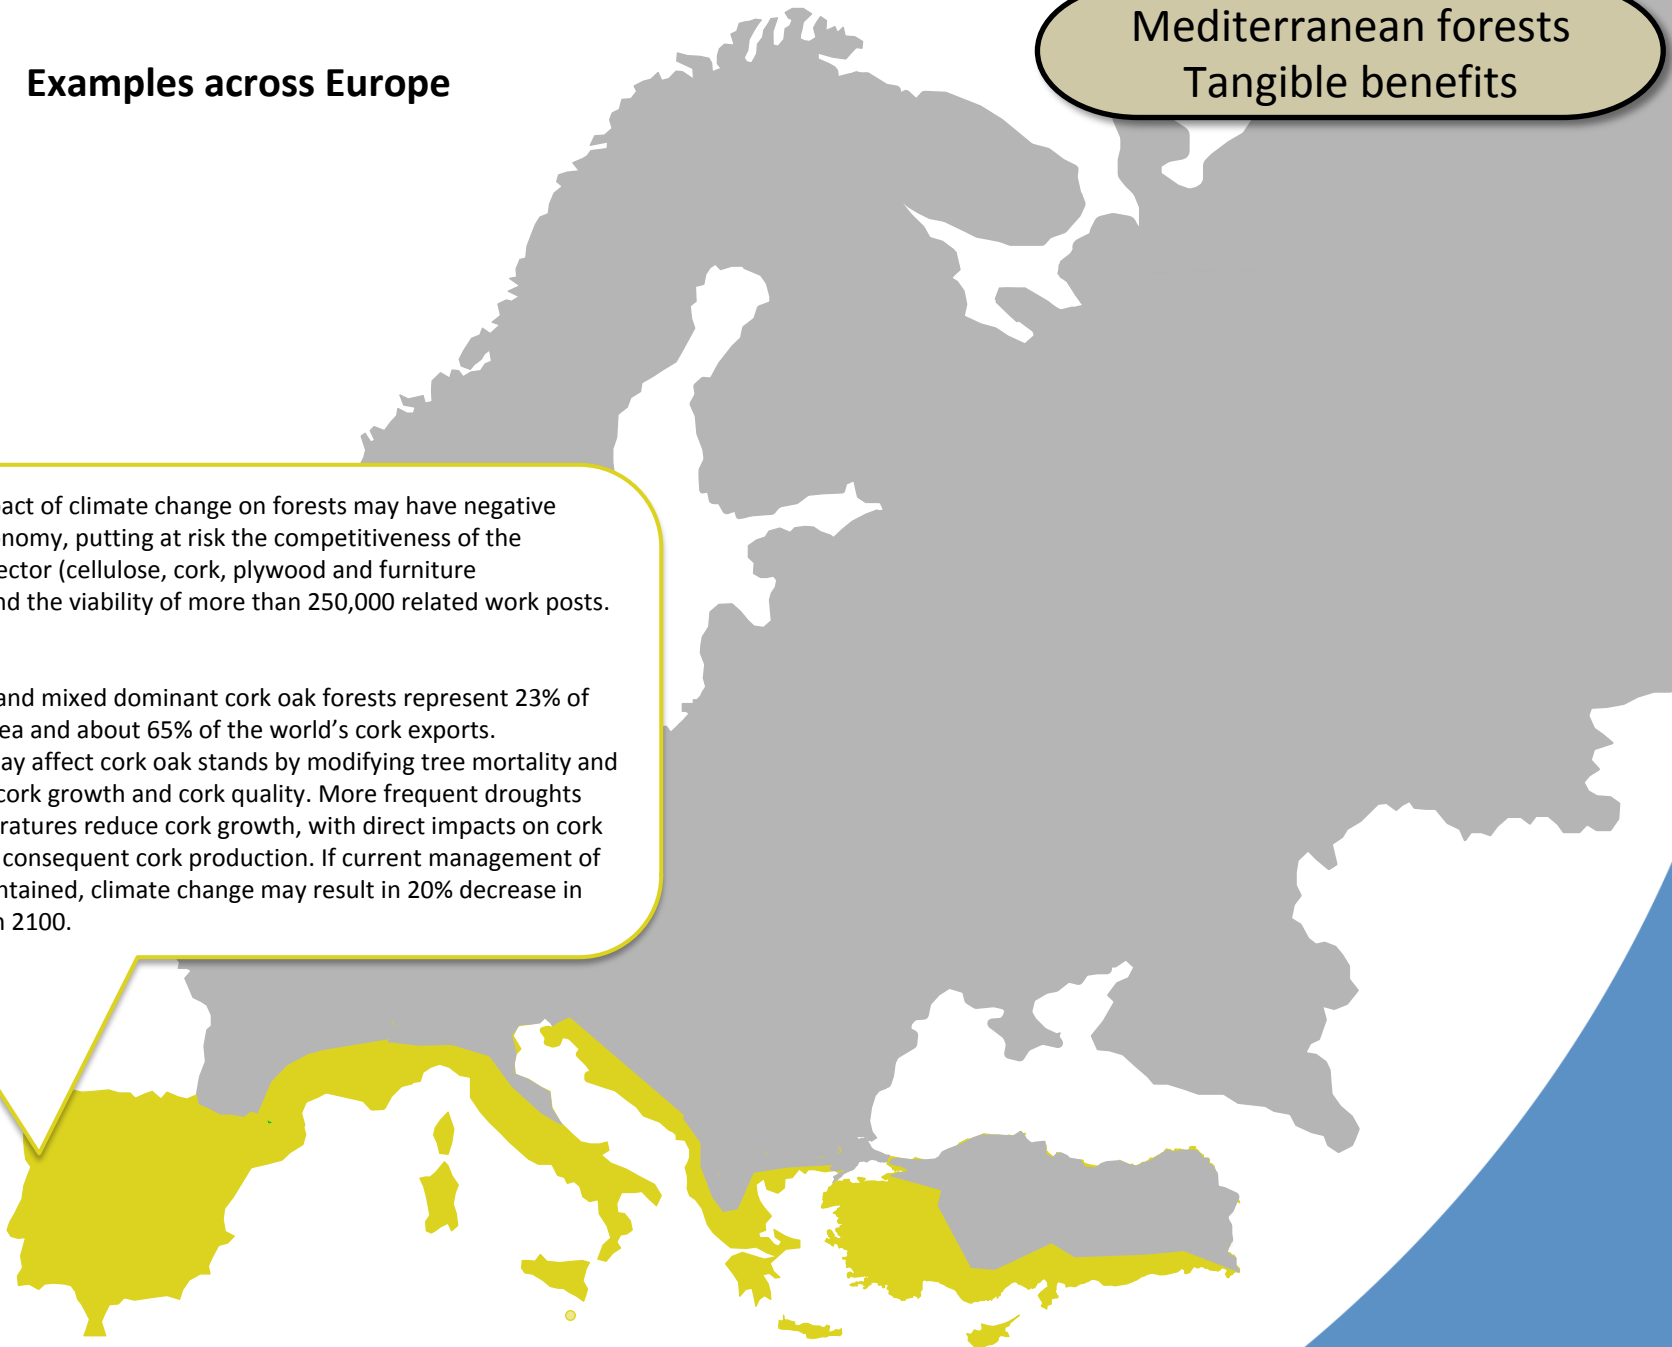 Mediterranean forests
Tangible benefits
Examples across Europe
act of climate change on forests may have negative
onomy, putting at risk the competitiveness of the
ector (cellulose, cork, plywood and furniture
nd the viability of more than 250,000 related work posts.
and mixed dominant cork oak forests represent 23% of
ea and about 65% of the world’s cork exports.
ay affect cork oak stands by modifying tree mortality and
cork growth and cork quality. More frequent droughts
ratures reduce cork growth, with direct impacts on cork
consequent cork production. If current management of
ntained, climate change may result in 20% decrease in
2100.